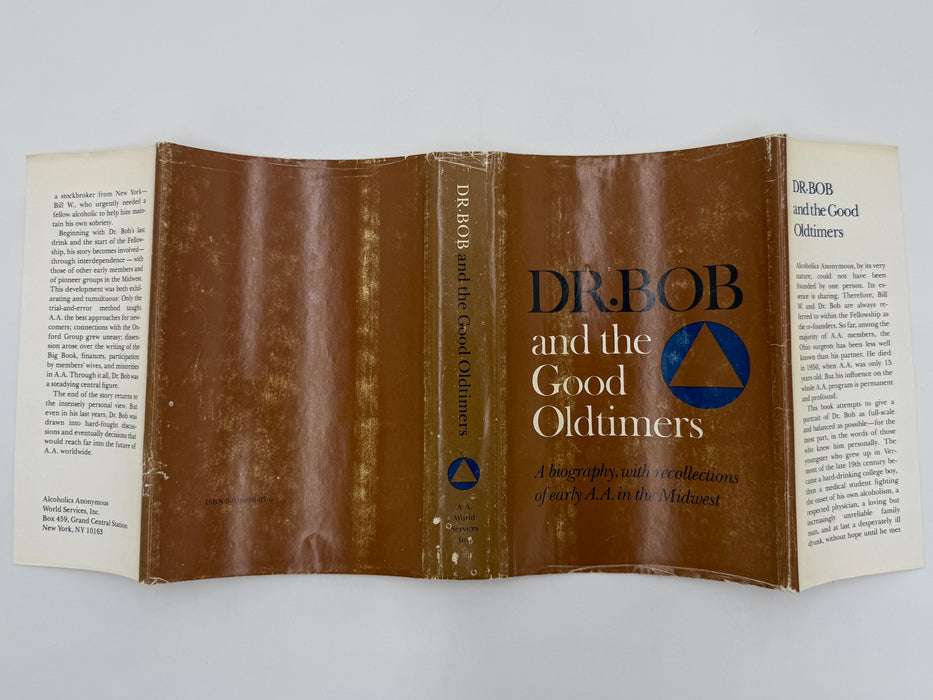 a stockbroker from New York—
Bill W., who urgently needed a
fellow alcoholic to help him main-
tain his own sobriety.
Beginning with Dr. Bob's last
drink and the start of the Fellow-
ship, his story becomes involved—
through interdependence — with
those of other early members and
of pioneer groups in the Midwest.
This development was both exhil-
arating and tumultuous: Only the
trial-and-error method taught
A.A. the best approaches for new-
comers; connections with the Ox-
ford Group grew uneasy; dissen-
sion arose over the writing of the
Big Book, finances, participation
by members' wives, and minorities
in A.A. Through it all, Dr. Bob was
a steadying central figure.
The end of the story returns to
the intensely personal view. But
even in his last years, Dr. Bob was
drawn into hard-fought discus-
sions and eventually decisions that
would reach far into the future of
A.A. worldwide.
Alcoholics Anonymous
World Services, Inc.
Box 459, Grand Central Station
New York, NY 10163
ISBN 0-916856-07-0
DR·BOB and the Good Oldtimers
A.A.
World
Services
Inc.
DR·BOB
and the
Good
Oldtimers
A biography, with recollections
of early A.A. in the Midwest
DR·BOB
and the Good
Oldtimers
Alcoholics Anonymous, by its very
nature, could not have been
founded by one person. Its es-
sence is sharing. Therefore, Bill
W. and Dr. Bob are always re-
ferred to within the Fellowship as
the co-founders. So far, among the
majority of A.A. members, the
Ohio surgeon has been less well
known than his partner. He died
in 1950, when A.A. was only 15
years old. But his influence on the
whole A.A. program is permanent
and profound.
This book attempts to give a
portrait of Dr. Bob as full-scale
and balanced as possible—for the
most part, in the words of those
who knew him personally. The
youngster who grew up in Ver-
mont of the late 19th century be-
came a hard-drinking college boy,
then a medical student fighting
the onset of his own alcoholism, a
respected physician, a loving but
increasingly unreliable family
man, and at last a desperately ill
drunk, without hope until he met